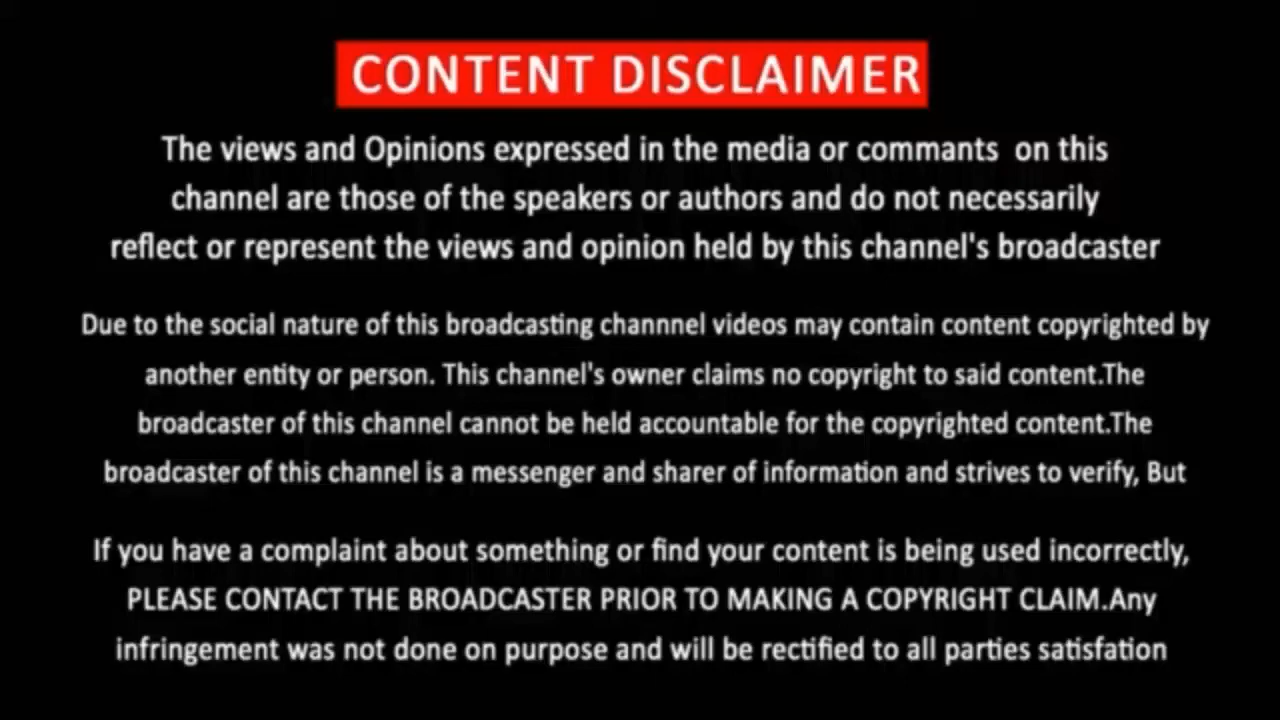 CONTENT DISCLAIMER
The views and Opinions expressed in the media or commants on this
channel are those of the speakers or authors and do not necessarily
reflect or represent the views and opinion held by this channel's broadcaster
Due to the social nature of this broadcasting channnel videos may contain content copyrighted by
another entity or person. This channel's owner claims no copyright to said content.The
broadcaster of this channel cannot be held accountable for the copyrighted content.The
broadcaster of this channel is a messenger and sharer of information and strives to verify, But
If you have a complaint about something or find your content is being used incorrectly,
PLEASE CONTACT THE BROADCASTER PRIOR TO MAKING A COPYRIGHT CLAIM.Any
infringement was not done on purpose and will be rectified to all parties satisfation